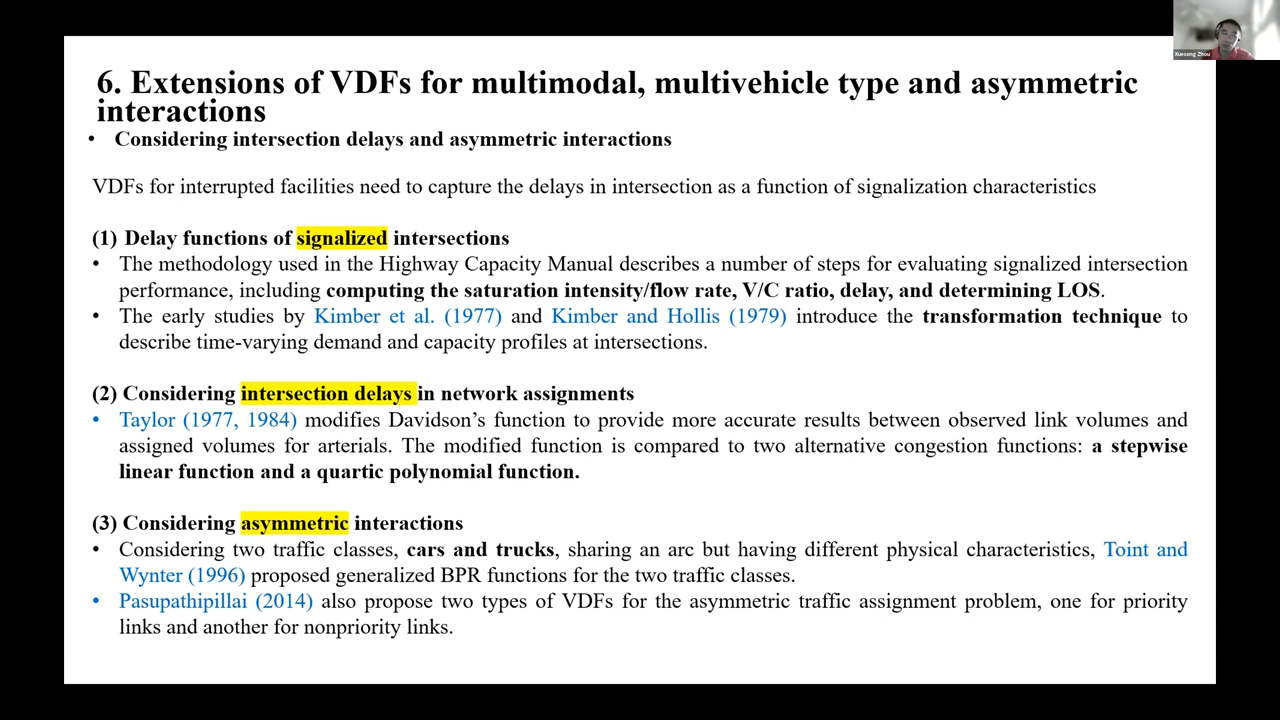 Xuesong Zhou
6. Extensions of VDFs for multimodal, multivehicle type and asymmetric
interactions
• Considering intersection delays and asymmetric interactions
VDFs for interrupted facilities need to capture the delays in intersection as a function of signalization characteristics
(1) Delay functions of signalized intersections
• The methodology used in the Highway Capacity Manual describes a number of steps for evaluating signalized intersection
performance, including computing the saturation intensity/flow rate, V/C ratio, delay, and determining LOS.
• The early studies by Kimber et al. (1977) and Kimber and Hollis (1979) introduce the transformation technique to
describe time-varying demand and capacity profiles at intersections.
(2) Considering intersection delays in network assignments
• Taylor (1977, 1984) modifies Davidson’s function to provide more accurate results between observed link volumes and
assigned volumes for arterials. The modified function is compared to two alternative congestion functions: a stepwise
linear function and a quartic polynomial function.
(3) Considering asymmetric interactions
• Considering two traffic classes, cars and trucks, sharing an arc but having different physical characteristics, Toint and
Wynter (1996) proposed generalized BPR functions for the two traffic classes.
• Pasupathipillai (2014) also propose two types of VDFs for the asymmetric traffic assignment problem, one for priority
links and another for nonpriority links.